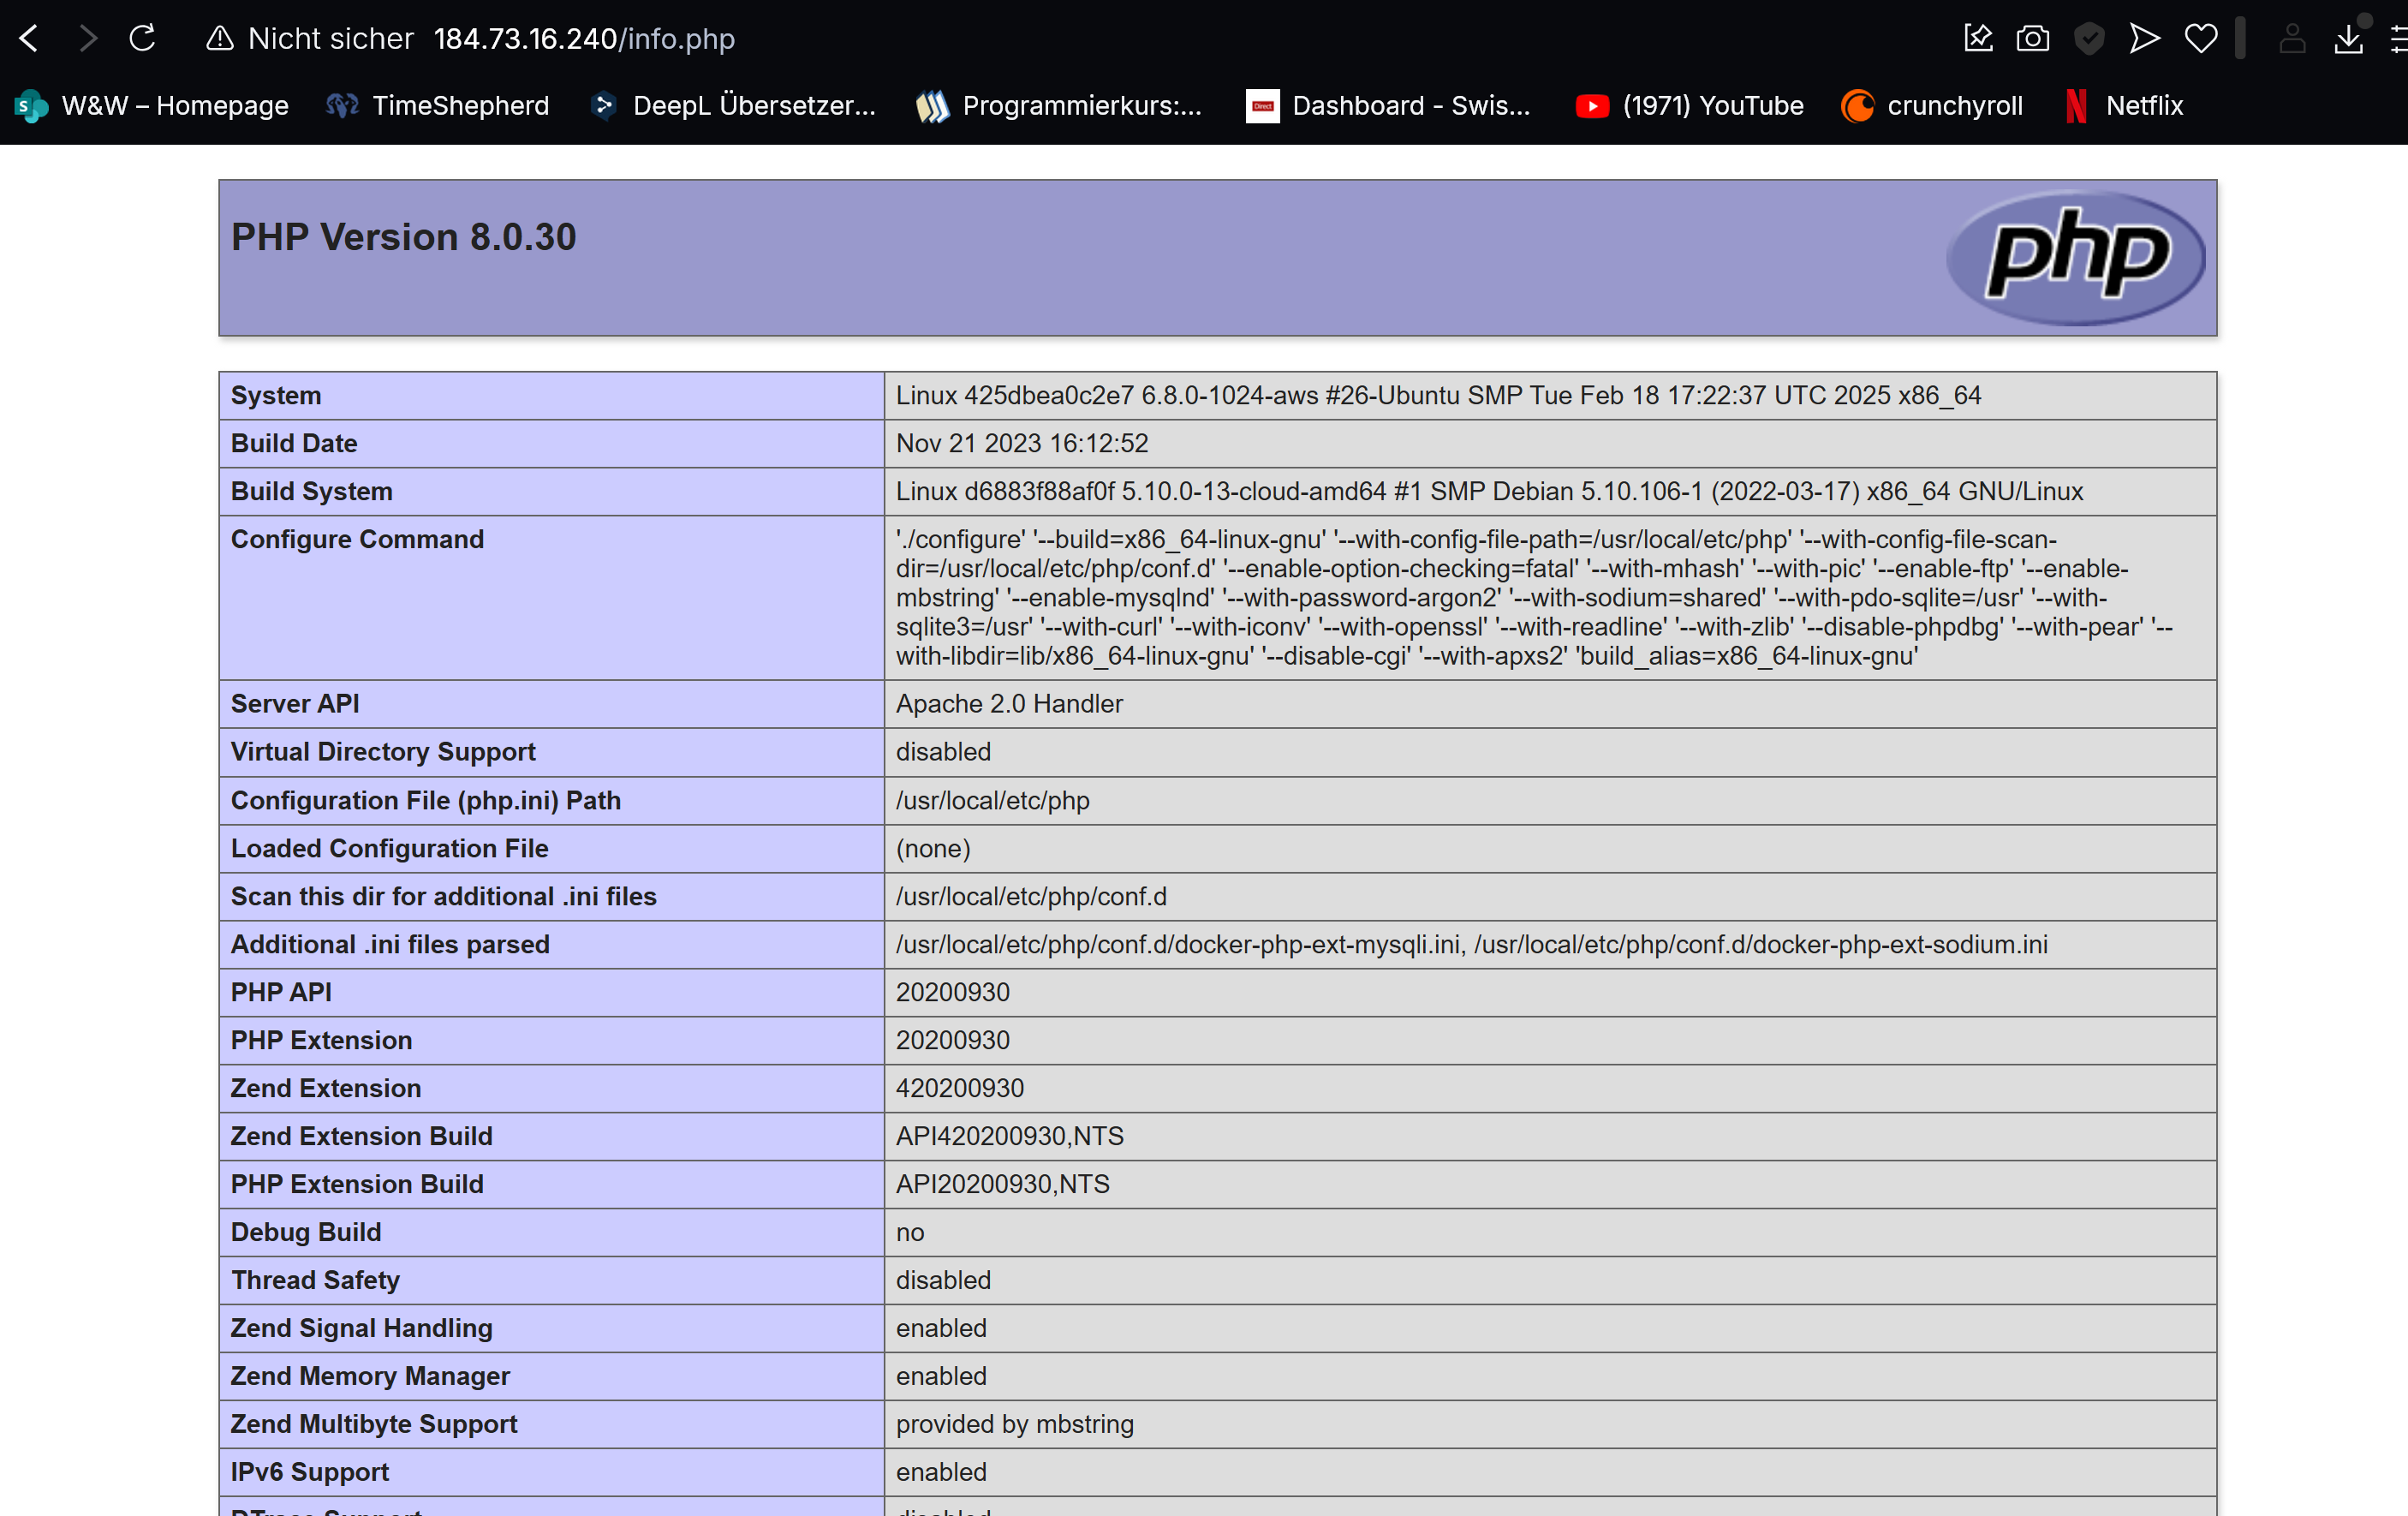 Nicht sicher 184.73.16.240/info.php
W&W – Homepage TimeShepherd DeepL Übersetzer... Programmierkurs:... Direct Dashboard - Swis... (1971) YouTube crunchyroll Netflix
PHP Version 8.0.30
php
System Linux 425dbea0c2e7 6.8.0-1024-aws #26-Ubuntu SMP Tue Feb 18 17:22:37 UTC 2025 x86_64
Build Date Nov 21 2023 16:12:52
Build System Linux d6883f88af0f 5.10.0-13-cloud-amd64 #1 SMP Debian 5.10.106-1 (2022-03-17) x86_64 GNU/Linux
Configure Command './configure' '--build=x86_64-linux-gnu' '--with-config-file-path=/usr/local/etc/php' '--with-config-file-scan-
dir=/usr/local/etc/php/conf.d' '--enable-option-checking=fatal' '--with-mhash' '--with-pic' '--enable-ftp' '--enable-
mbstring' '--enable-mysqlnd' '--with-password-argon2' '--with-sodium=shared' '--with-pdo-sqlite=/usr' '--with-
sqlite3=/usr' '--with-curl' '--with-iconv' '--with-openssl' '--with-readline' '--with-zlib' '--disable-phpdbg' '--with-pear' '--
with-libdir=lib/x86_64-linux-gnu' '--disable-cgi' '--with-apxs2' 'build_alias=x86_64-linux-gnu'
Server API Apache 2.0 Handler
Virtual Directory Support disabled
Configuration File (php.ini) Path /usr/local/etc/php
Loaded Configuration File (none)
Scan this dir for additional .ini files /usr/local/etc/php/conf.d
Additional .ini files parsed /usr/local/etc/php/conf.d/docker-php-ext-mysqli.ini, /usr/local/etc/php/conf.d/docker-php-ext-sodium.ini
PHP API 20200930
PHP Extension 20200930
Zend Extension 420200930
Zend Extension Build API420200930,NTS
PHP Extension Build API20200930,NTS
Debug Build no
Thread Safety disabled
Zend Signal Handling enabled
Zend Memory Manager enabled
Zend Multibyte Support provided by mbstring
IPv6 Support enabled
DTrace Support disabled